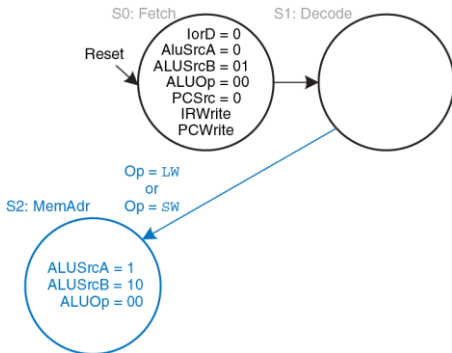 S0: Fetch
S1: Decode
Reset
IorD = 0
AluSrcA = 0
ALUSrcB = 01
ALUOp = 00
PCSrc = 0
IRWrite
PCWrite
Op = LW
or
Op = SW
S2: MemAdr
ALUSrcA = 1
ALUSrcB = 10
ALUOp = 00